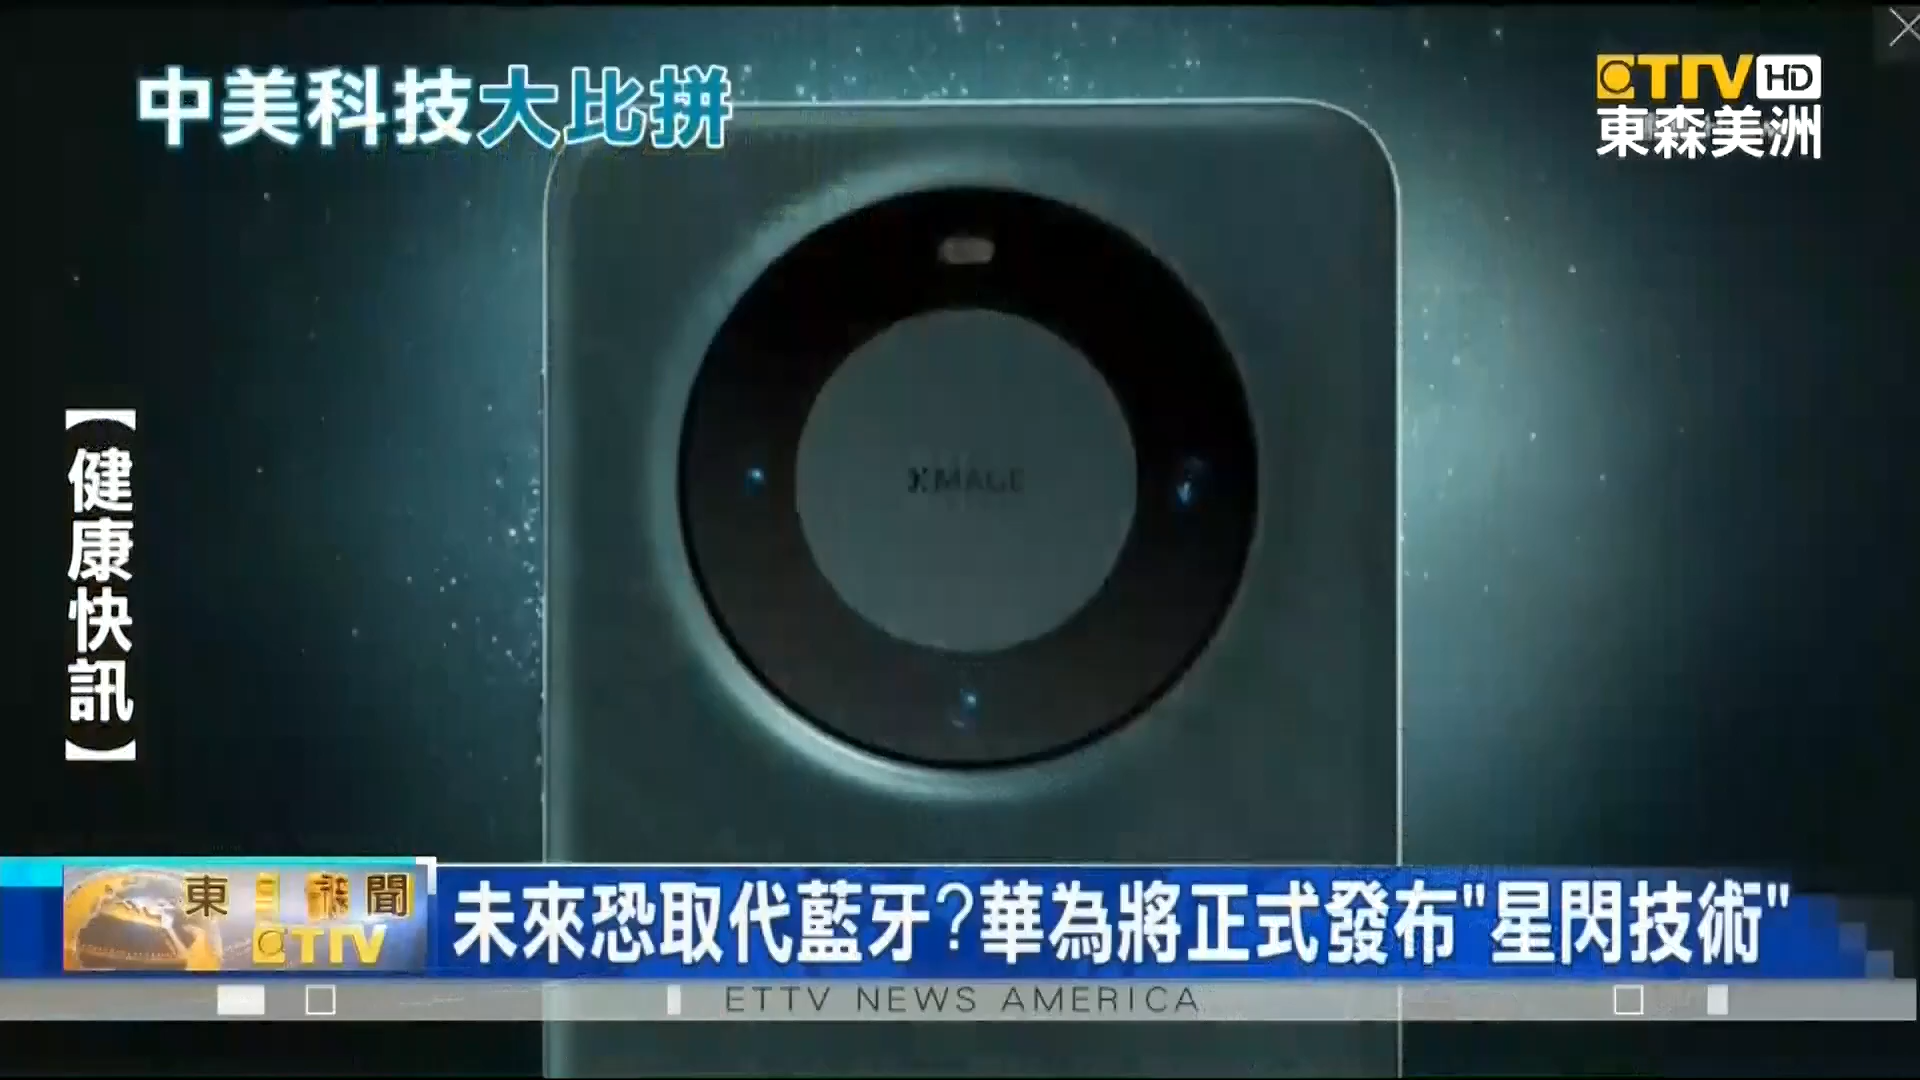 中美科技大比拼
ETTV HD
東森美洲
【健康快訊】
XMAGE
東 新聞
ETTV
未來恐取代藍牙?華為將正式發布"星閃技術"
ETTV NEWS AMERICA